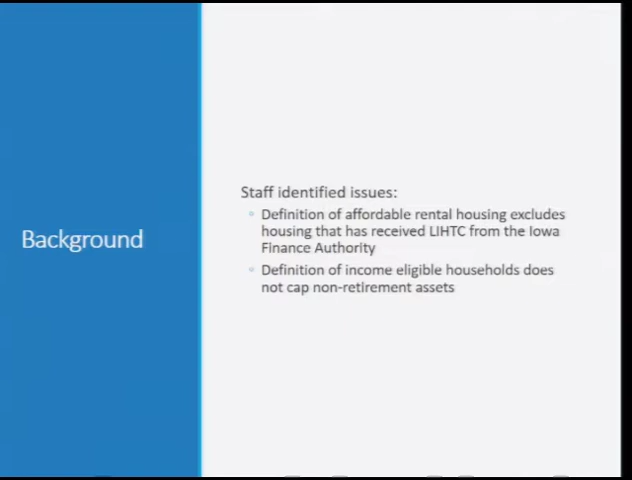 Background
Staff identified issues:
Definition of affordable rental housing excludes
housing that has received LIHTC from the Iowa
Finance Authority
Definition of income eligible households does
not cap non-retirement assets